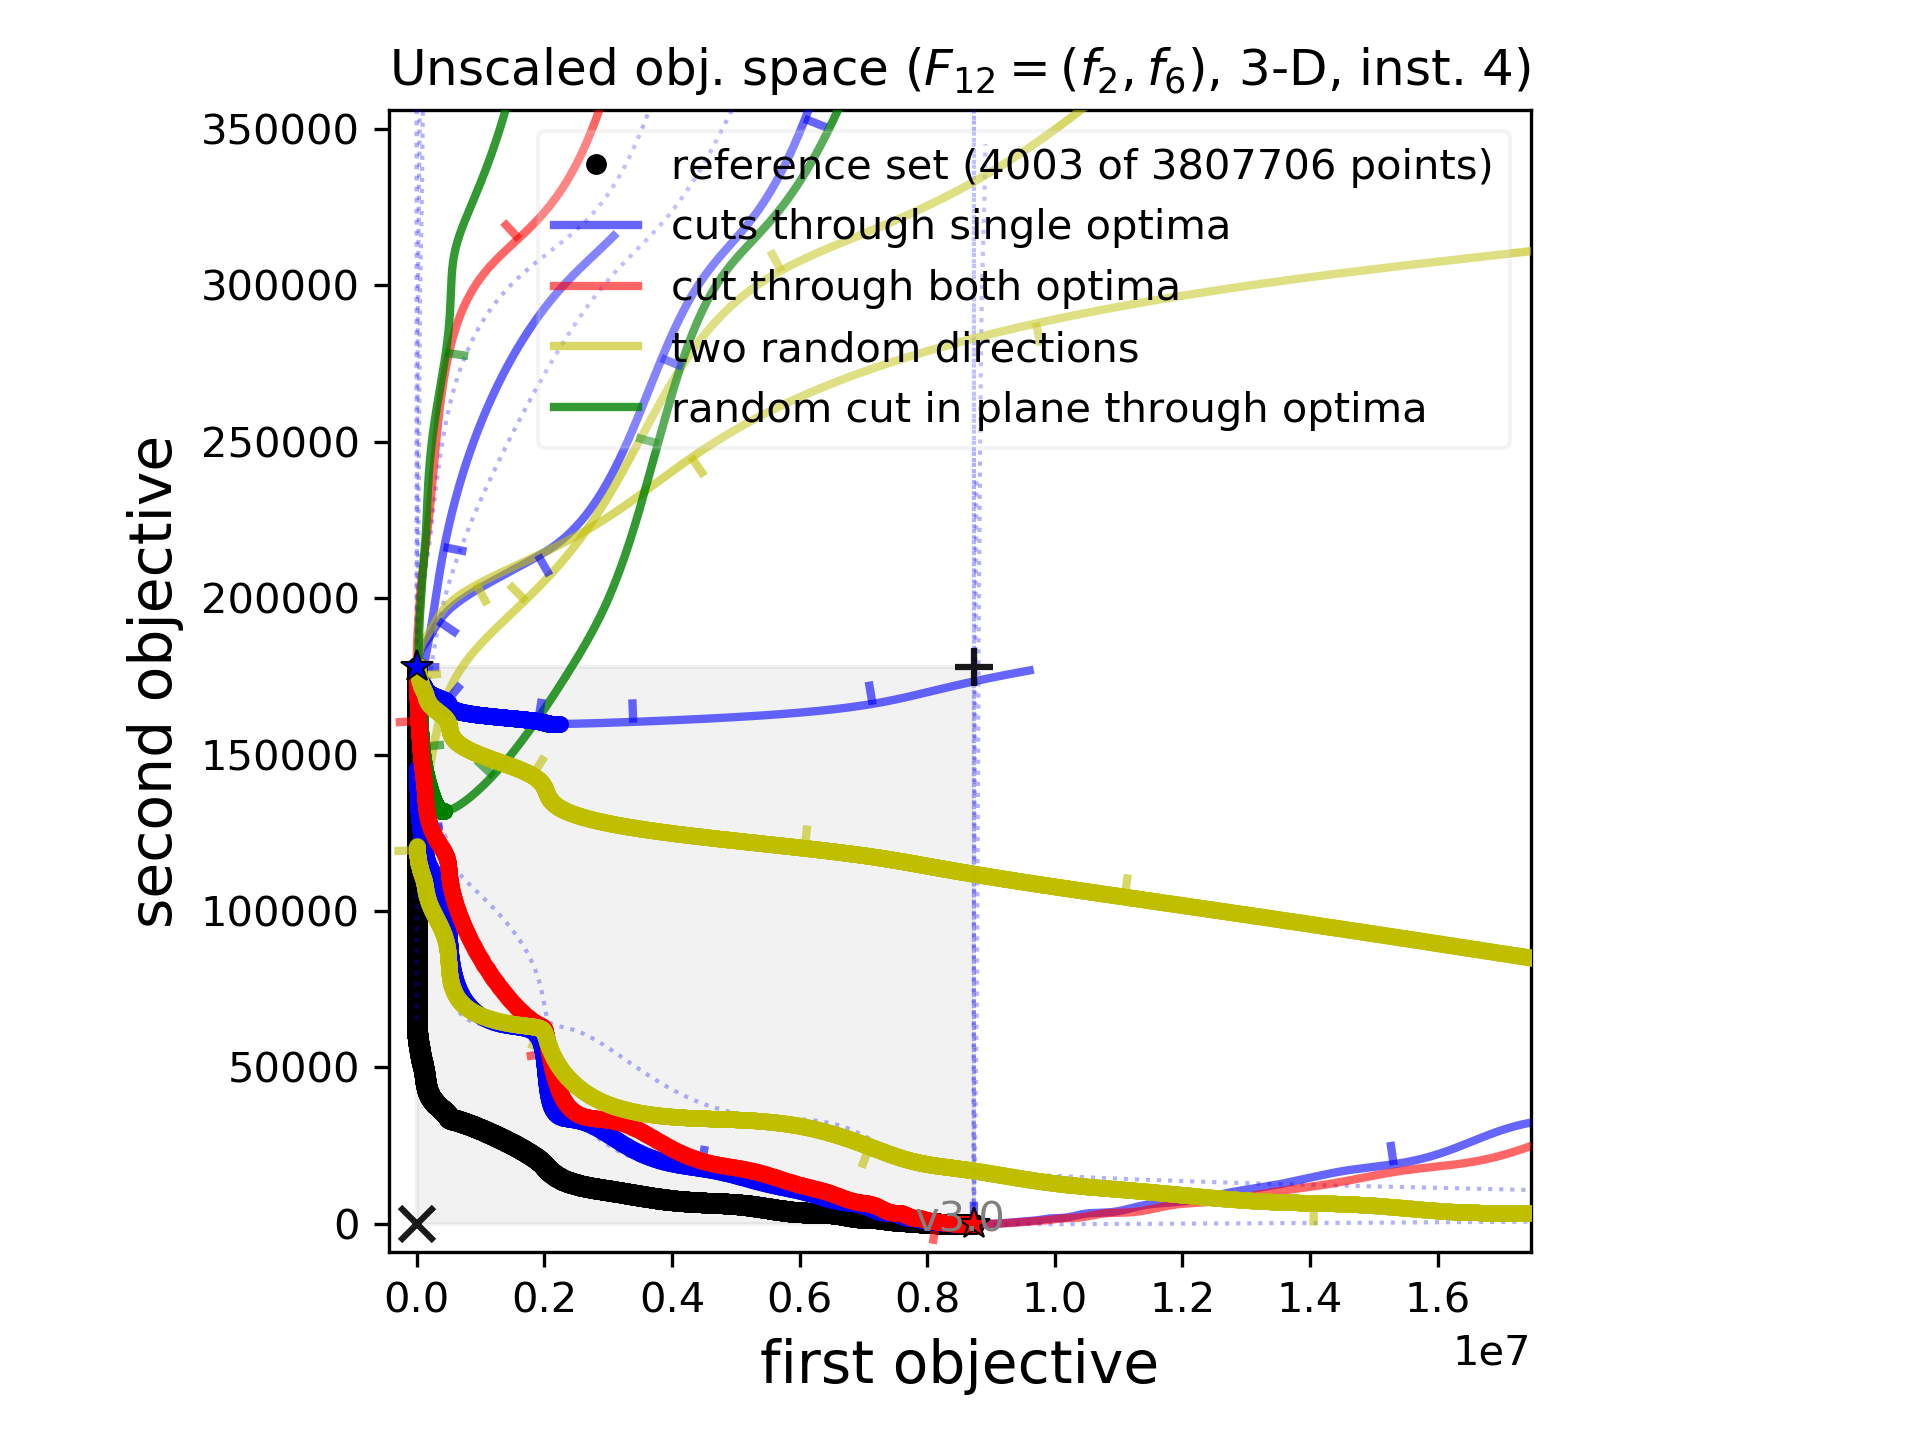 Unscaled obj. space (F₁₂ = (f₂, f₆), 3-D, inst. 4)
reference set (4003 of 3807706 points)
cuts through single optima
cut through both optima
two random directions
random cut in plane through optima
second objective
350000
300000
250000
200000
150000
100000
50000
0
v3.0
0.0 0.2 0.4 0.6 0.8 1.0 1.2 1.4 1.6
1e7
first objective